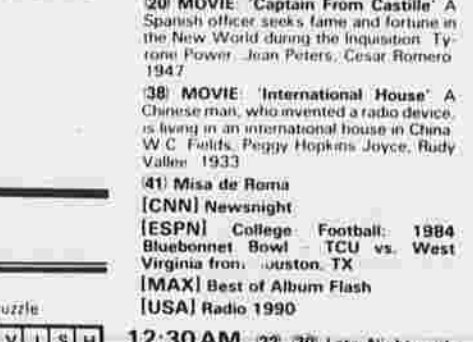 (20) MOVIE: 'Captain From Castille' A
Spanish officer seeks fame and fortune in
the New World during the Inquisition. Ty-
rone Power, Jean Peters, Cesar Romero
1947
(38) MOVIE: 'International House' A
Chinese man, who invented a radio device,
is living in an international house in China.
W.C. Fields, Peggy Hopkins Joyce, Rudy
Vallee 1933
(41) Misa de Roma
[CNN] Newsnight
[ESPN] College Football: 1984
Bluebonnet Bowl - TCU vs. West
Virginia from TX
[MAX] Best of Album Flash
[USA] Radio 1990
uzzle
V I S H
12:30 AM